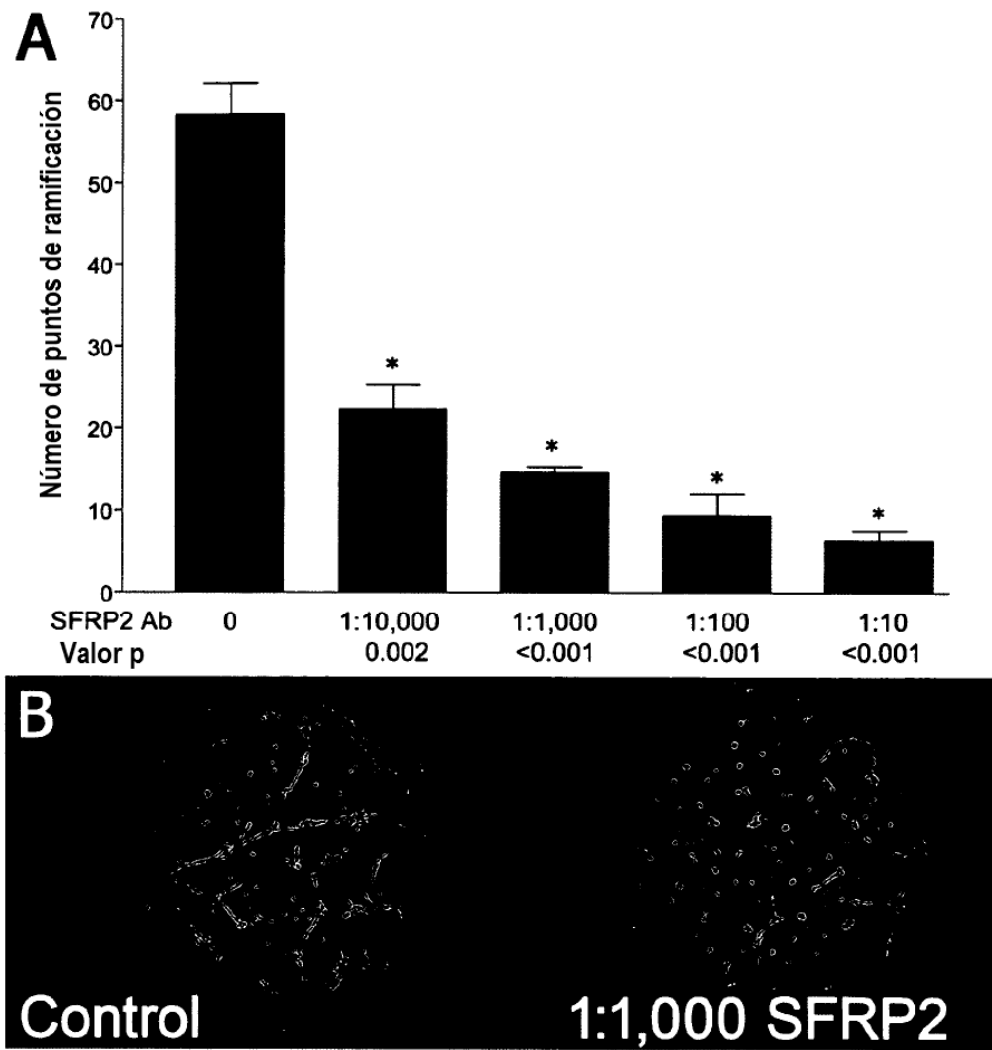 A
Número de puntos de ramificación
70
60
50
40
30
20
10
0
*
*
*
*
SFRP2 Ab 0 1:10,000 1:1,000 1:100 1:10
Valor p 0.002 <0.001 <0.001 <0.001
B
Control 1:1,000 SFRP2